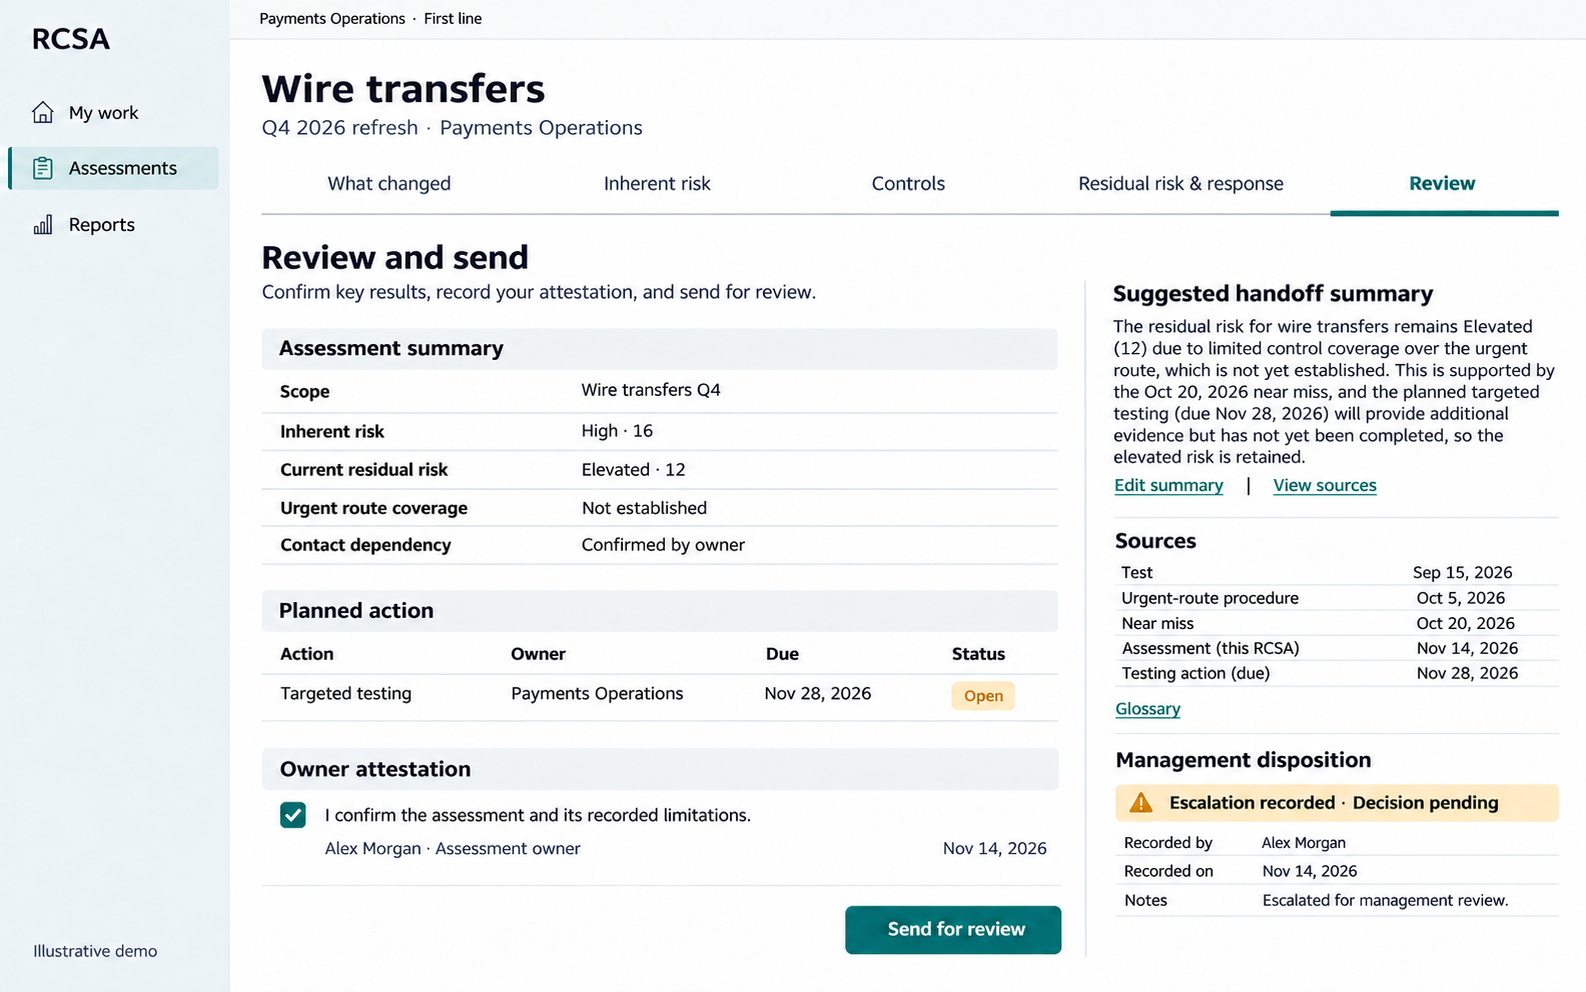 RCSA
My work
Assessments
Reports
Illustrative demo
Payments Operations · First line
Wire transfers
Q4 2026 refresh · Payments Operations
What changed Inherent risk Controls Residual risk & response Review
Review and send
Confirm key results, record your attestation, and send for review.
Assessment summary
Scope Wire transfers Q4
Inherent risk High · 16
Current residual risk Elevated · 12
Urgent route coverage Not established
Contact dependency Confirmed by owner
Planned action
Action Owner Due Status
Targeted testing Payments Operations Nov 28, 2026 Open
Owner attestation
I confirm the assessment and its recorded limitations.
Alex Morgan · Assessment owner Nov 14, 2026
Send for review
Suggested handoff summary
The residual risk for wire transfers remains Elevated
(12) due to limited control coverage over the urgent
route, which is not yet established. This is supported by
the Oct 20, 2026 near miss, and the planned targeted
testing (due Nov 28, 2026) will provide additional
evidence but has not yet been completed, so the
elevated risk is retained.
Edit summary | View sources
Sources
Test Sep 15, 2026
Urgent-route procedure Oct 5, 2026
Near miss Oct 20, 2026
Assessment (this RCSA) Nov 14, 2026
Testing action (due) Nov 28, 2026
Glossary
Management disposition
Escalation recorded · Decision pending
Recorded by Alex Morgan
Recorded on Nov 14, 2026
Notes Escalated for management review.